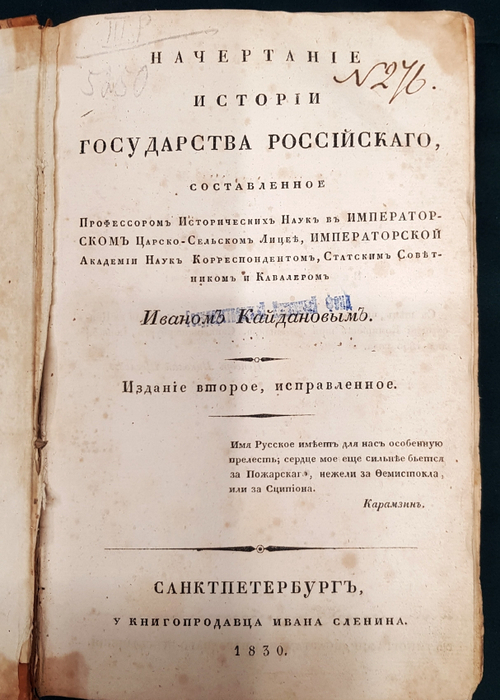 III.P
НАЧЕРТАНІЕ
N 276.
ИСТОРІИ
ГОСУДАРСТВА РОССІЙСКАГО,
СОСТАВЛЕННОЕ
Профессоромъ Историческихъ Наукъ въ ИМПЕРАТОР-
СКОМЪ Царско-Сельскомъ Лицеѣ, ИМПЕРАТОРСКОЙ
Академіи Наукъ Корреспондентомъ, Статскимъ Совѣт-
никомъ и Кавалеромъ
Иваномъ Кайдановымъ.
Изданіе второе, исправленное.
Имя Русское имѣетъ для насъ особенную
прелесть; сердце мое еще сильнѣе бьется
за Пожарскаго, нежели за Ѳемистокла,
или за Сципіона.
Карамзинъ.
САНКТПЕТЕРБУРГЪ,
У КНИГОПРОДАВЦА ИВАНА СЛЕНИНА.
1830.